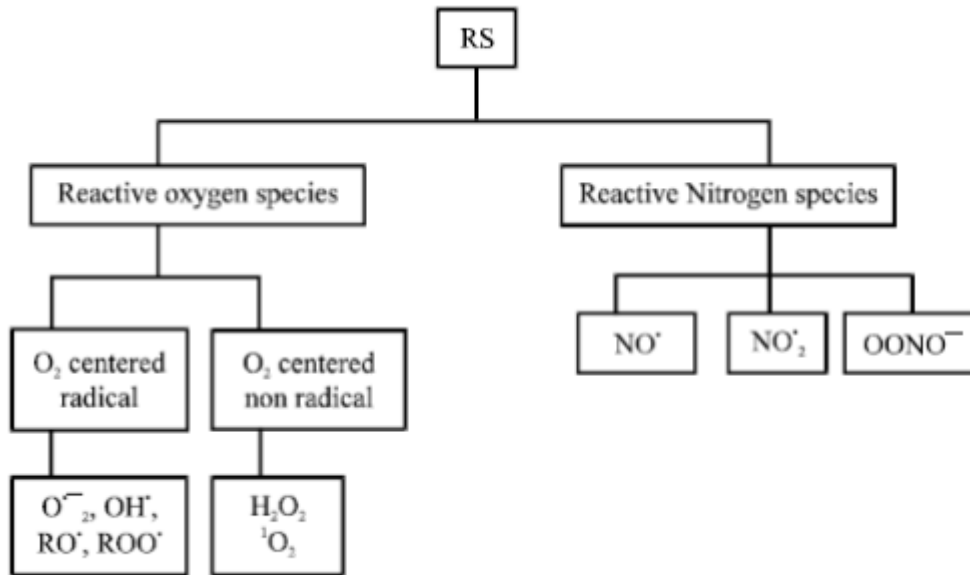 RS
Reactive oxygen species
Reactive Nitrogen species
O₂ centered
radical
O₂ centered
non radical
NO˙
NO˙₂
OONO⁻
O˙⁻₂, OH˙,
RO˙, ROO˙
H₂O₂
¹O₂